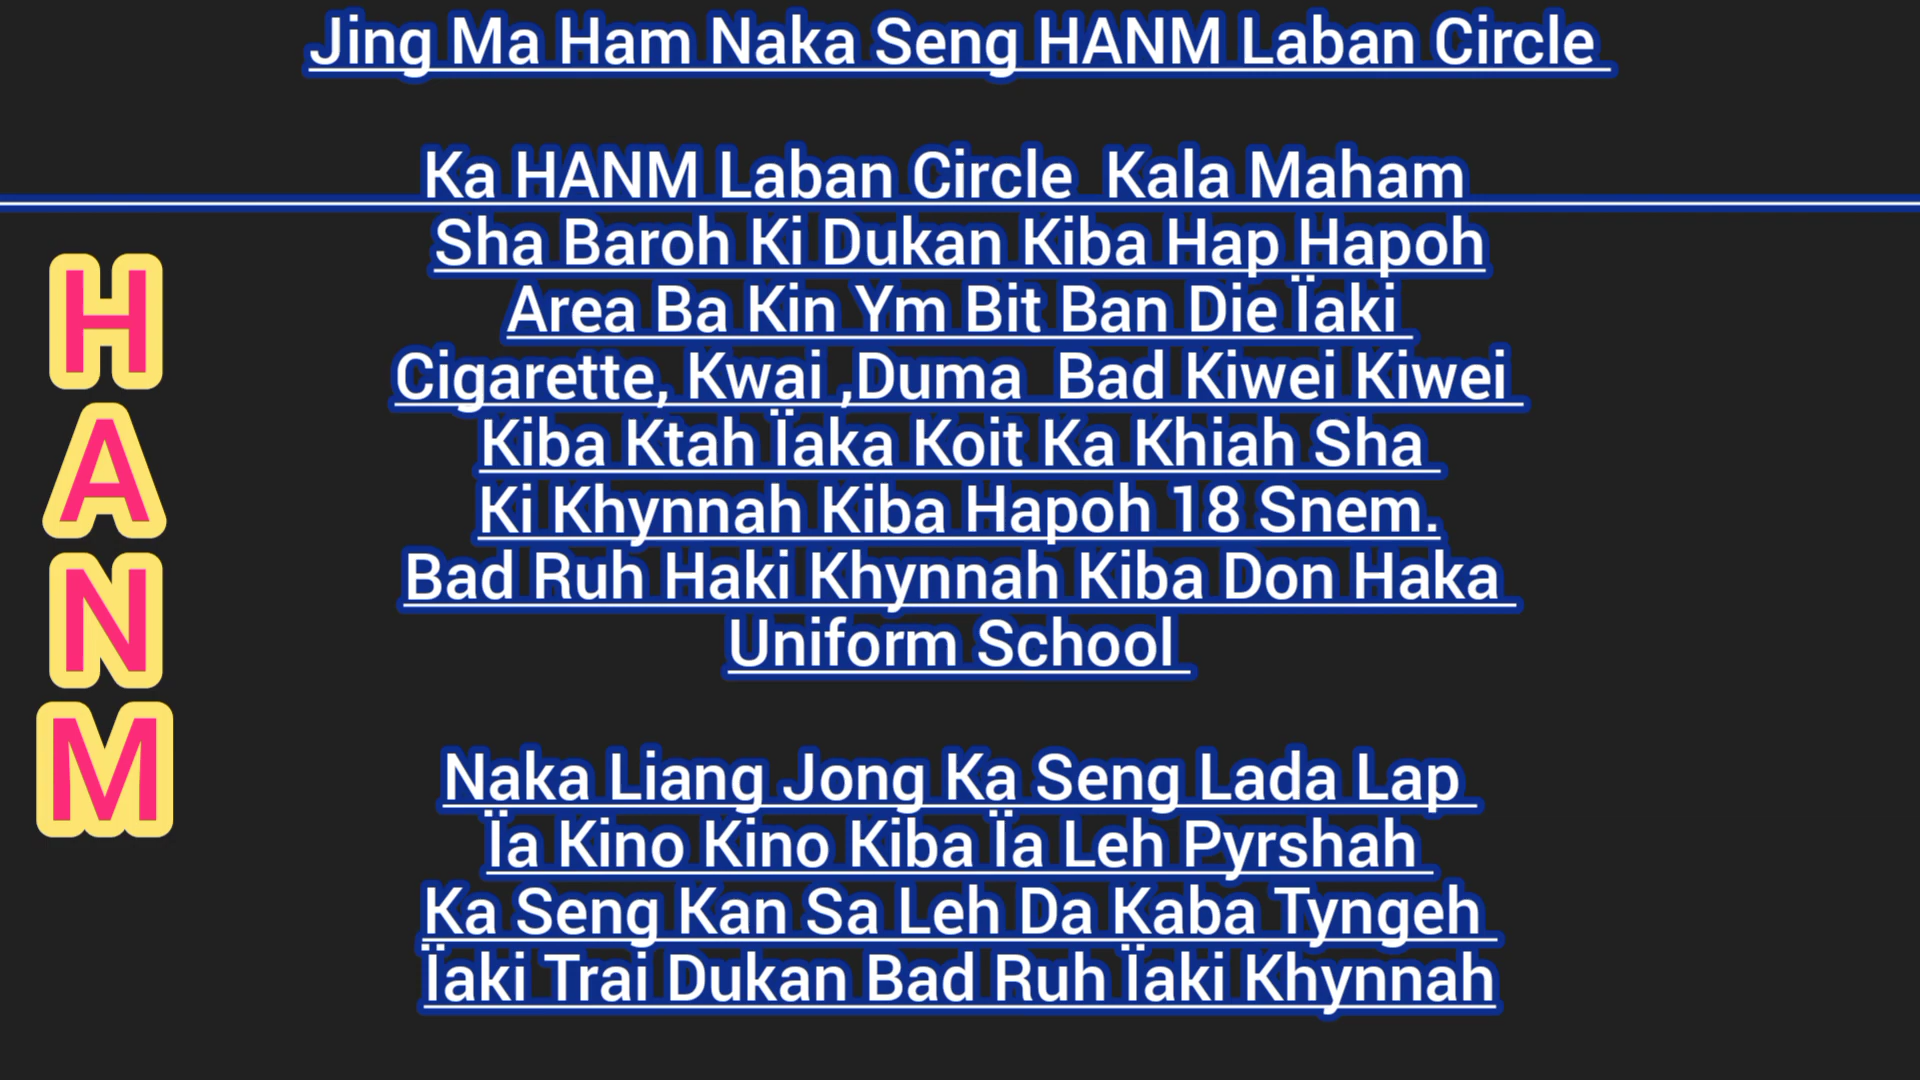 Jing Ma Ham Naka Seng HANM Laban Circle
Ka HANM Laban Circle  Kala Maham
Sha Baroh Ki Dukan Kiba Hap Hapoh
Area Ba Kin Ym Bit Ban Die Ïaki
Cigarette, Kwai ,Duma  Bad Kiwei Kiwei
Kiba Ktah Ïaka Koit Ka Khiah Sha
Ki Khynnah Kiba Hapoh 18 Snem.
Bad Ruh Haki Khynnah Kiba Don Haka
Uniform School
Naka Liang Jong Ka Seng Lada Lap
Ïa Kino Kino Kiba Ïa Leh Pyrshah
Ka Seng Kan Sa Leh Da Kaba Tyngeh
Ïaki Trai Dukan Bad Ruh Ïaki Khynnah
H
A
N
M